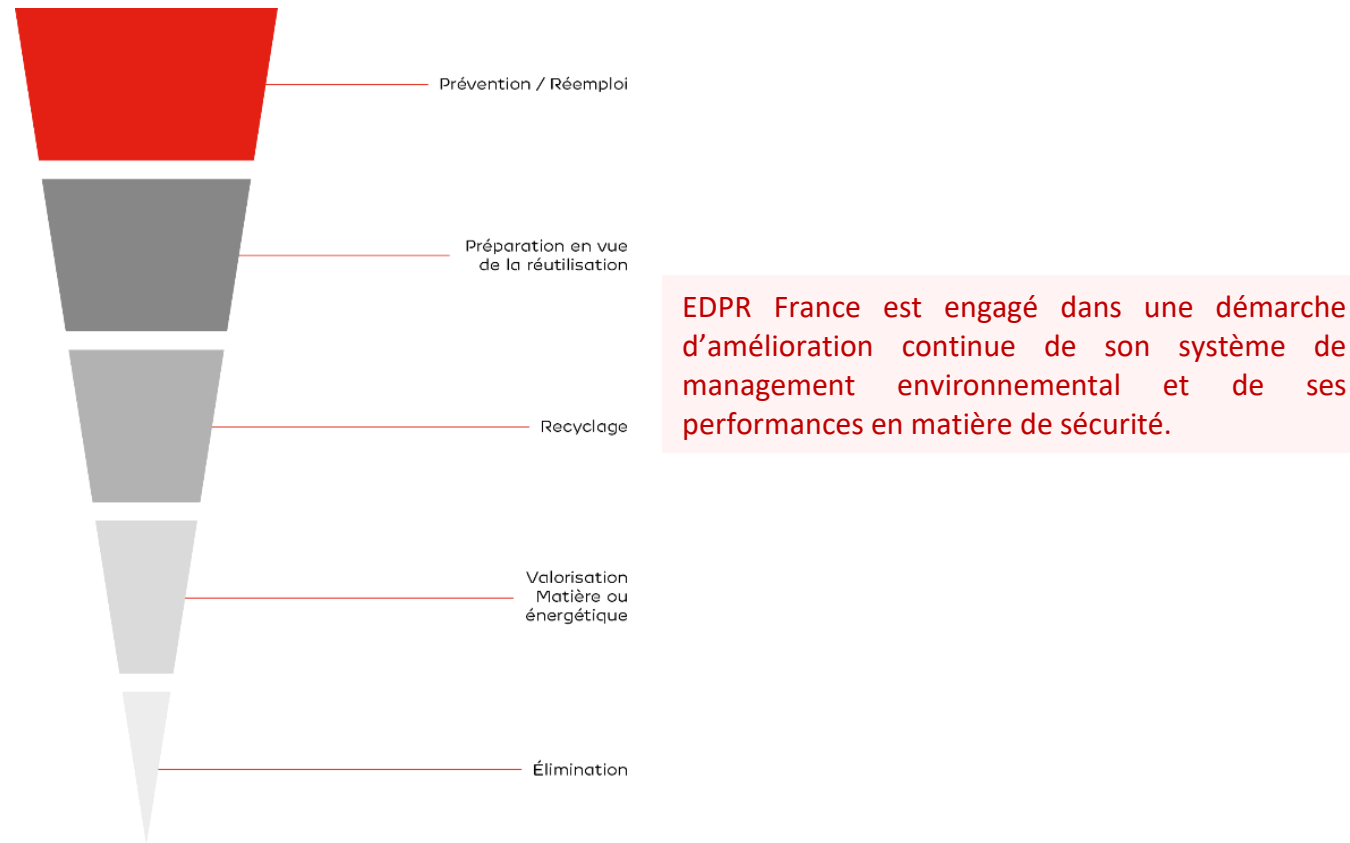 Prévention / Réemploi
Préparation en vue
de la réutilisation
EDPR France est engagé dans une démarche
d’amélioration continue de son système de
management environnemental et de ses
performances en matière de sécurité.
Recyclage
Valorisation
Matière ou
énergétique
Élimination